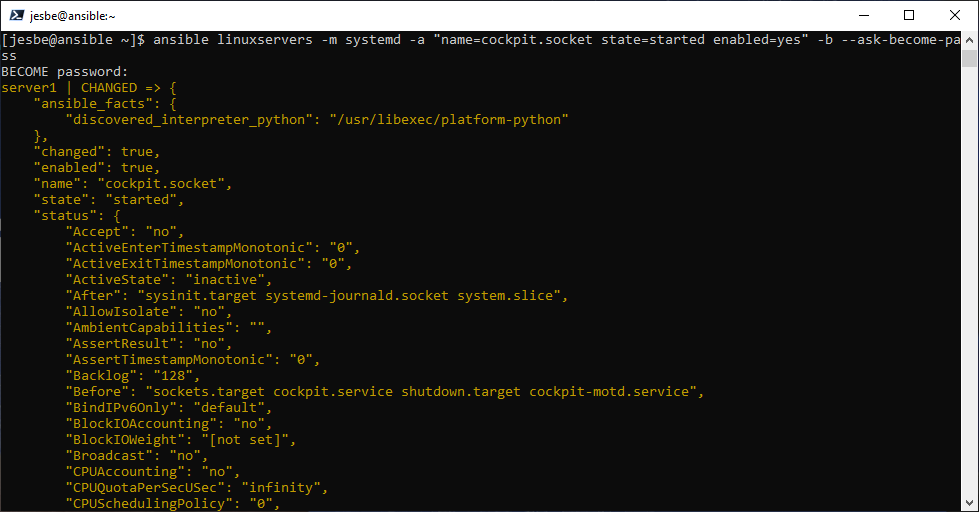 jesbe@ansible:~
[jesbe@ansible ~]$ ansible linuxservers -m systemd -a "name=cockpit.socket state=started enabled=yes" -b --ask-become-pa
ss
BECOME password:
server1 | CHANGED => {
    "ansible_facts": {
        "discovered_interpreter_python": "/usr/libexec/platform-python"
    },
    "changed": true,
    "enabled": true,
    "name": "cockpit.socket",
    "state": "started",
    "status": {
        "Accept": "no",
        "ActiveEnterTimestampMonotonic": "0",
        "ActiveExitTimestampMonotonic": "0",
        "ActiveState": "inactive",
        "After": "sysinit.target systemd-journald.socket system.slice",
        "AllowIsolate": "no",
        "AmbientCapabilities": "",
        "AssertResult": "no",
        "AssertTimestampMonotonic": "0",
        "Backlog": "128",
        "Before": "sockets.target cockpit.service shutdown.target cockpit-motd.service",
        "BindIPv6Only": "default",
        "BlockIOAccounting": "no",
        "BlockIOWeight": "[not set]",
        "Broadcast": "no",
        "CPUAccounting": "no",
        "CPUQuotaPerSecUSec": "infinity",
        "CPUSchedulingPolicy": "0",